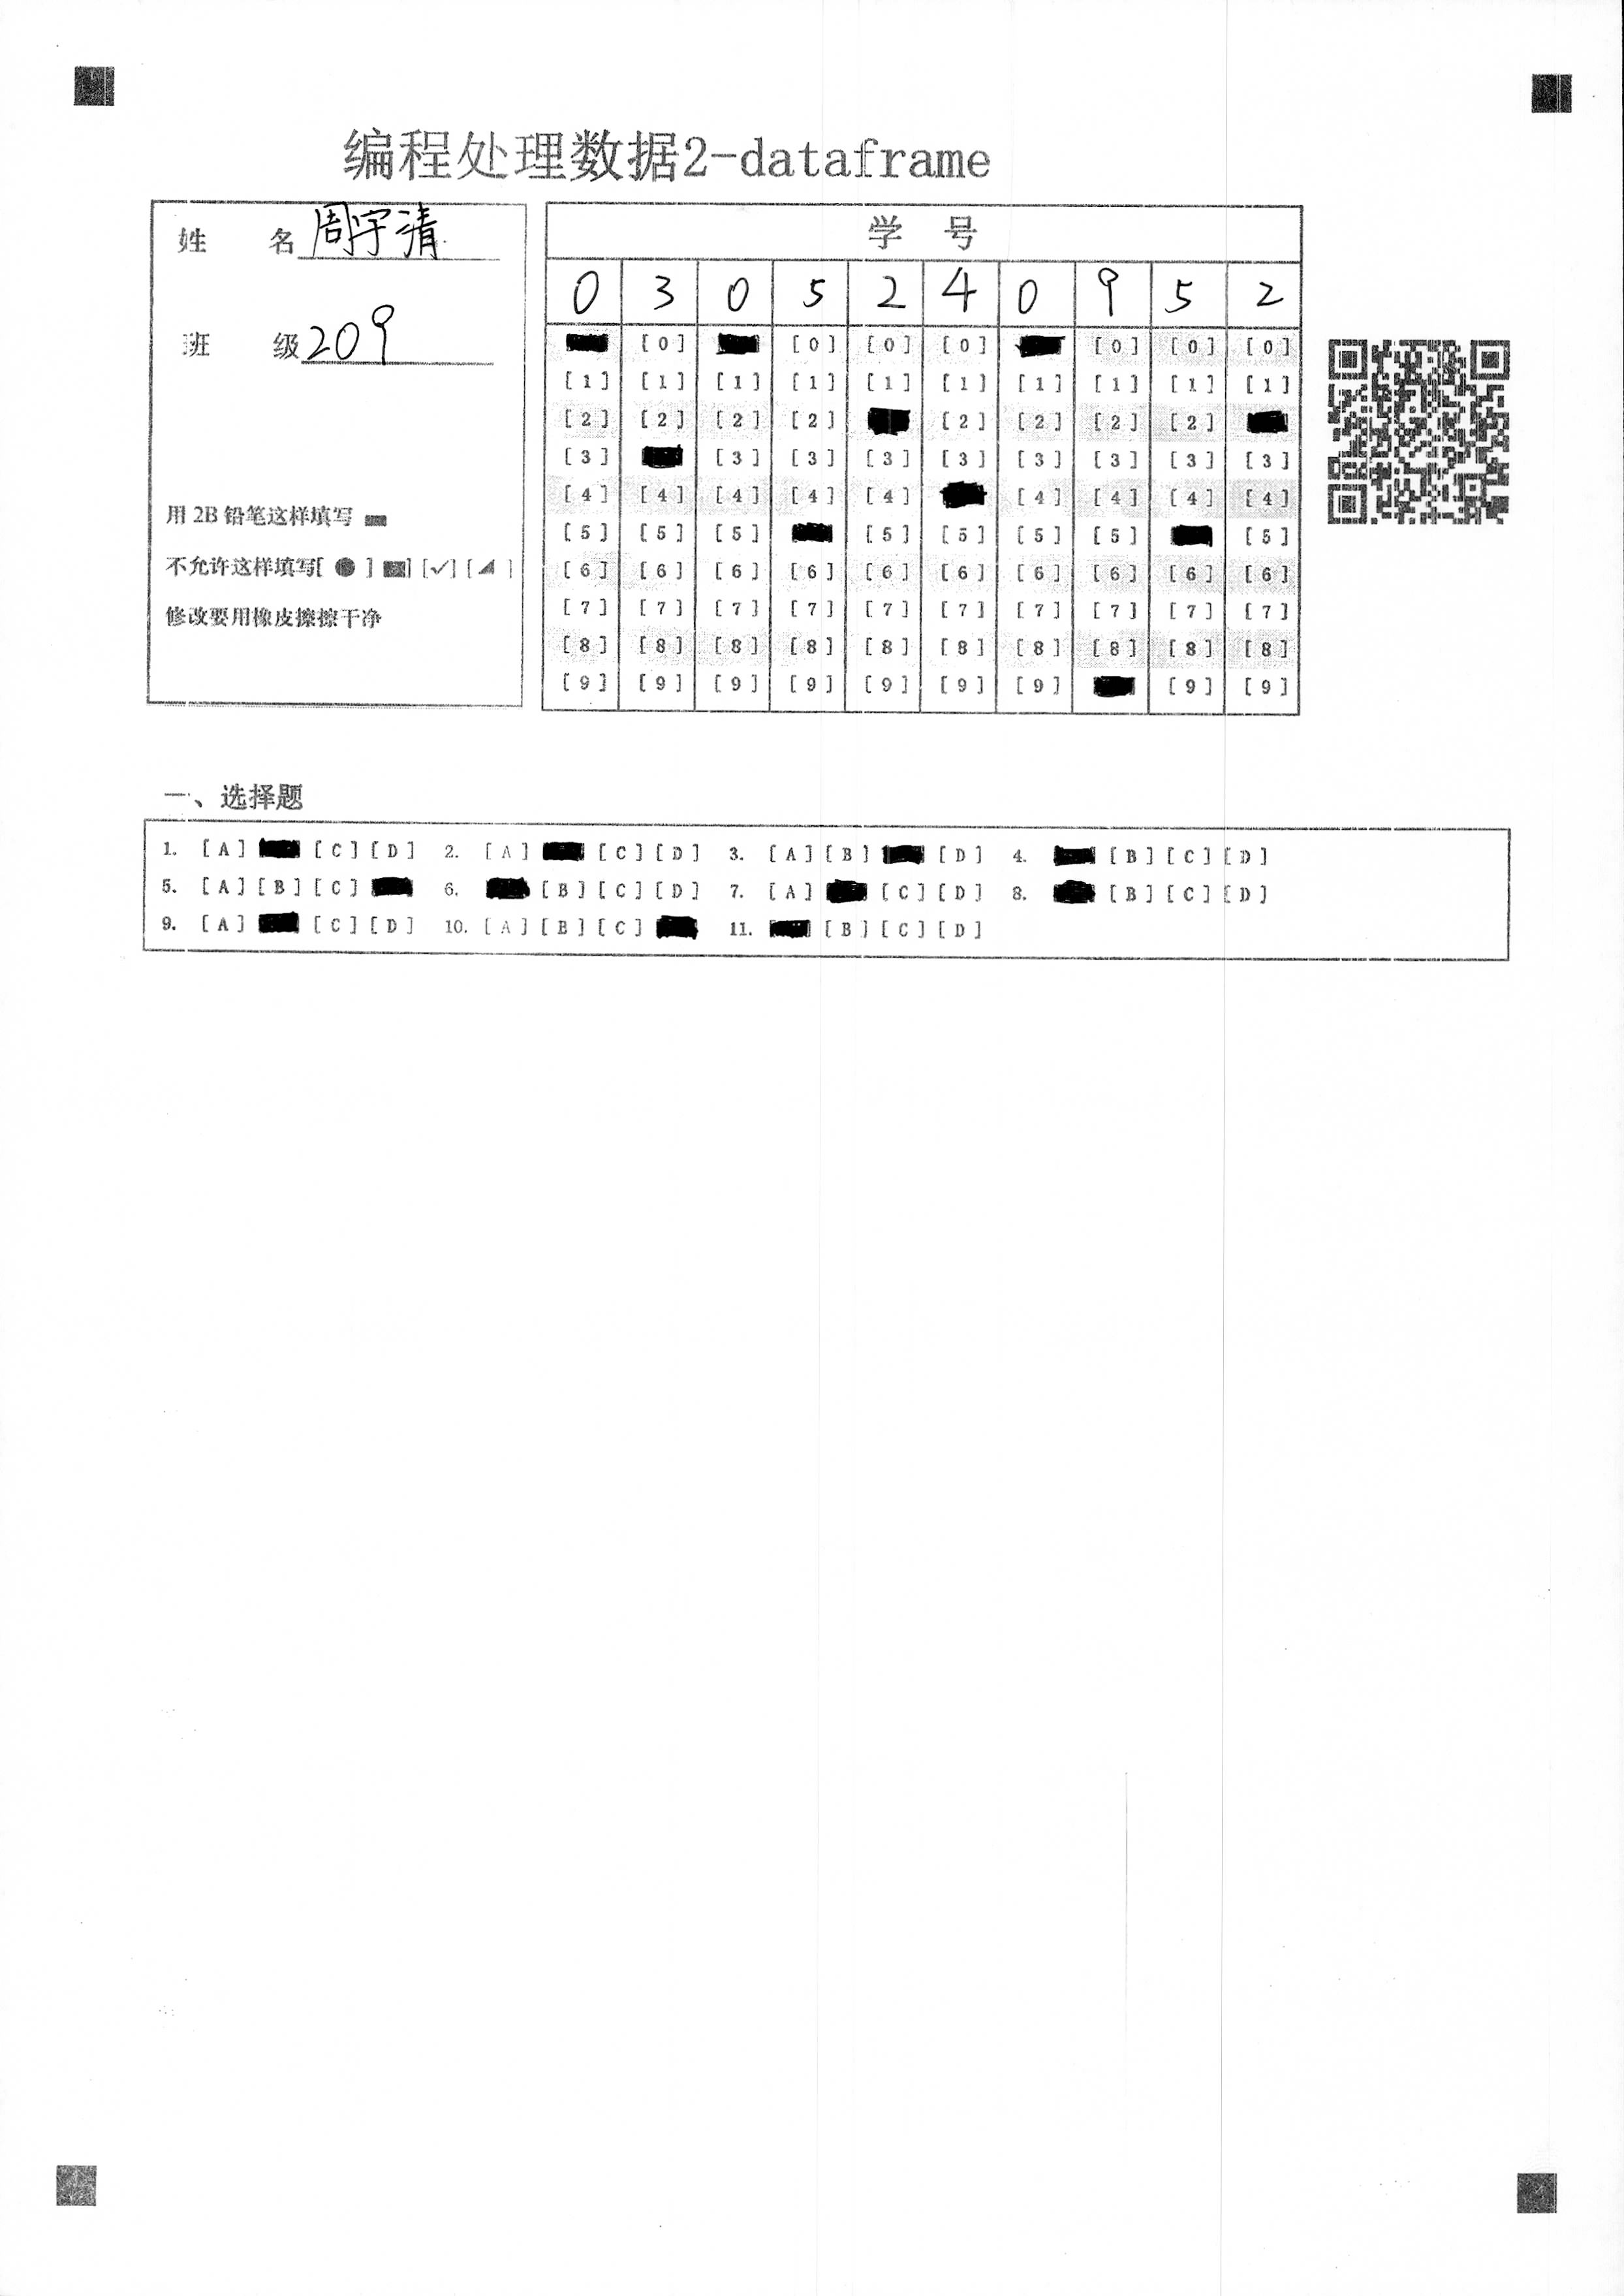 编程处理数据2-dataframe
姓 名 周宇清
班 级 209
用 2B 铅笔这样填写
不允许这样填写[ ● ] ■] [✓] [◢ ]
修改要用橡皮擦擦干净
学 号
0 3 0 5 2 4 0 9 5 2
[0] [0] [0] [0] [0] [0] [0]
[1] [1] [1] [1] [1] [1] [1] [1] [1] [1]
[2] [2] [2] [2] [2] [2] [2] [2]
[3] [3] [3] [3] [3] [3] [3] [3] [3]
[4] [4] [4] [4] [4] [4] [4] [4] [4]
[5] [5] [5] [5] [5] [5] [5] [5]
[6] [6] [6] [6] [6] [6] [6] [6] [6] [6]
[7] [7] [7] [7] [7] [7] [7] [7] [7] [7]
[8] [8] [8] [8] [8] [8] [8] [8] [8] [8]
[9] [9] [9] [9] [9] [9] [9] [9] [9]
一、选择题
1. [A] [C] [D] 2. [A] [C] [D] 3. [A] [B] [D] 4. [B] [C] [D]
5. [A] [B] [C] 6. [B] [C] [D] 7. [A] [C] [D] 8. [B] [C] [D]
9. [A] [C] [D] 10. [A] [B] [C] 11. [B] [C] [D]